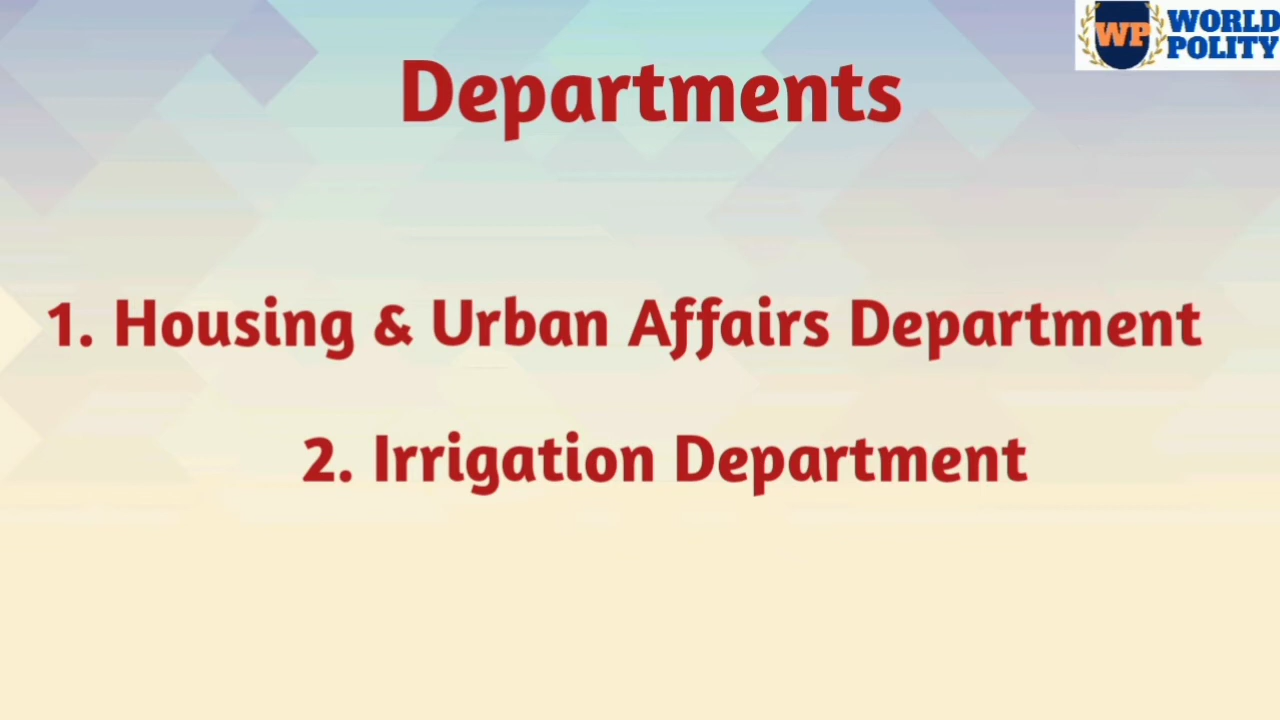 WP WORLD
POLITY
Departments
1. Housing & Urban Affairs Department
2. Irrigation Department